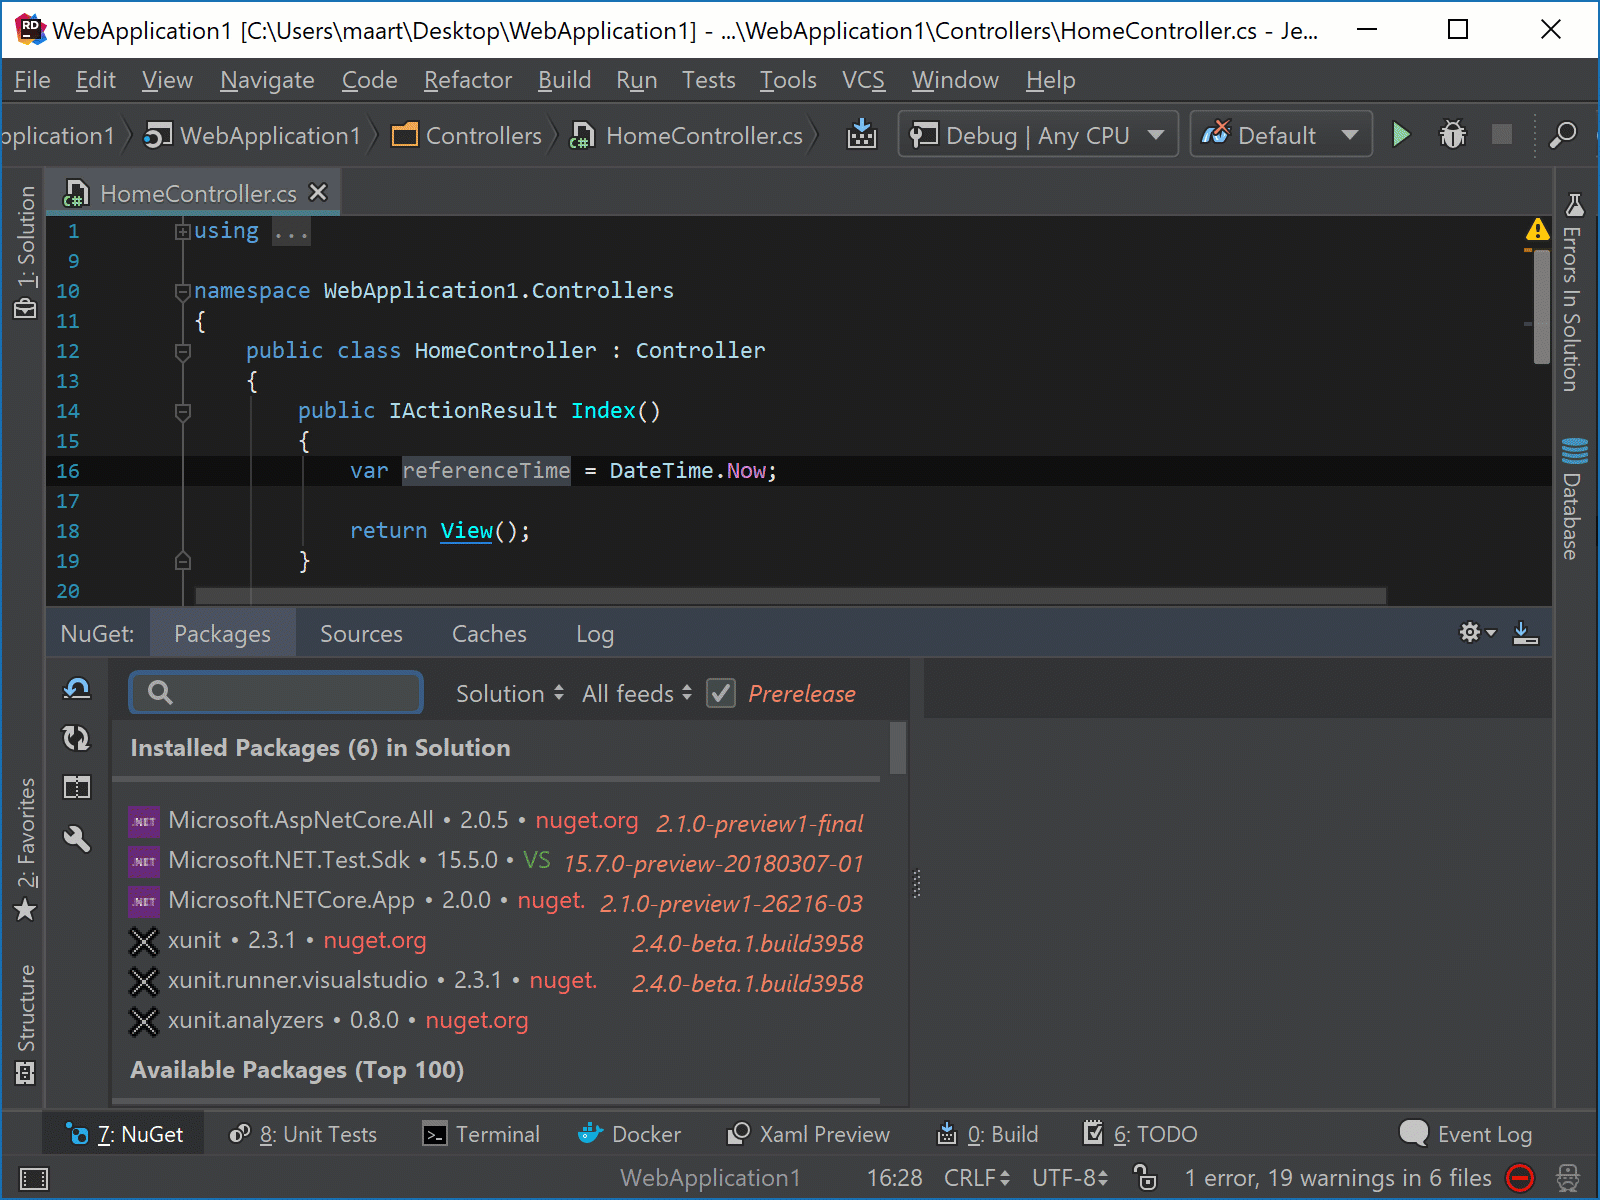 WebApplication1 [C:\Users\maart\Desktop\WebApplication1] - ...\WebApplication1\Controllers\HomeController.cs - Je...
File Edit View Navigate Code Refactor Build Run Tests Tools VCS Window Help
pplication1 WebApplication1 Controllers C# HomeController.cs Debug | Any CPU Default
C# HomeController.cs
1: Solution
2: Favorites
Structure
1 using ...
9
10 namespace WebApplication1.Controllers
11 {
12 public class HomeController : Controller
13 {
14 public IActionResult Index()
15 {
16 var referenceTime = DateTime.Now;
17
18 return View();
19 }
20
Errors In Solution
Database
NuGet: Packages Sources Caches Log
Solution All feeds Prerelease
Installed Packages (6) in Solution
.NET Microsoft.AspNetCore.All • 2.0.5 • nuget.org 2.1.0-preview1-final
.NET Microsoft.NET.Test.Sdk • 15.5.0 • VS 15.7.0-preview-20180307-01
.NET Microsoft.NETCore.App • 2.0.0 • nuget. 2.1.0-preview1-26216-03
xunit • 2.3.1 • nuget.org 2.4.0-beta.1.build3958
xunit.runner.visualstudio • 2.3.1 • nuget. 2.4.0-beta.1.build3958
xunit.analyzers • 0.8.0 • nuget.org
Available Packages (Top 100)
7: NuGet 8: Unit Tests Terminal Docker Xaml Preview 0: Build 6: TODO Event Log
WebApplication1 16:28 CRLF UTF-8 1 error, 19 warnings in 6 files